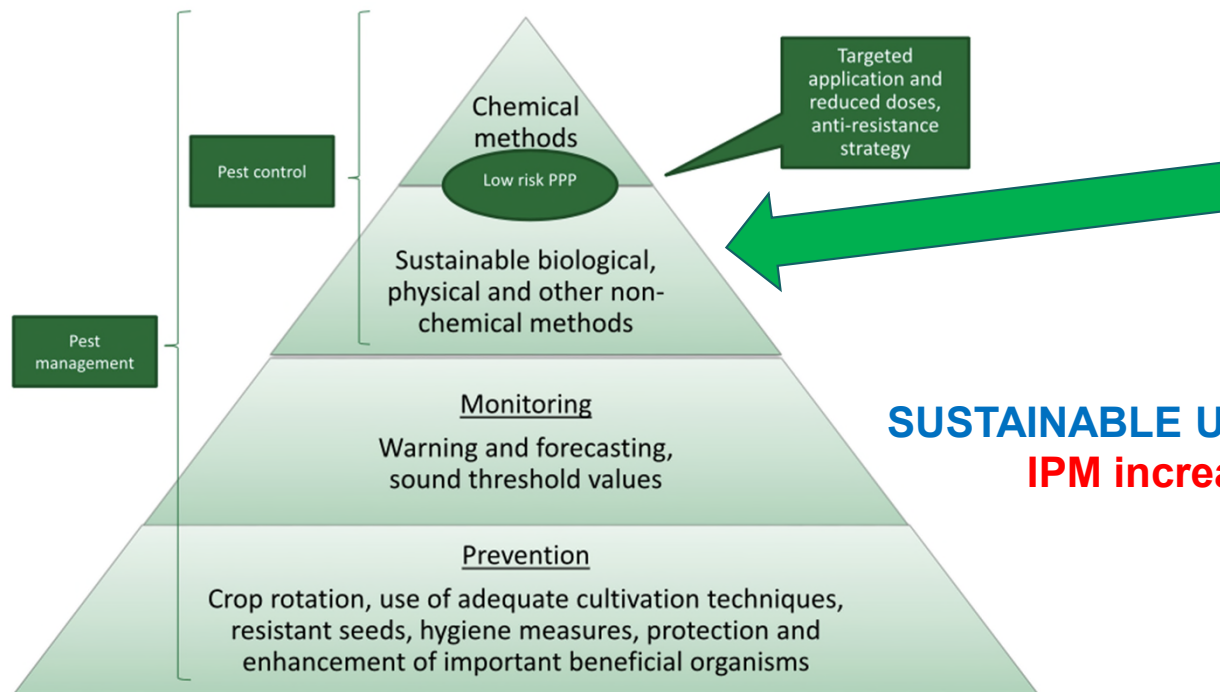 Chemical
methods
Low risk PPP
Targeted
application and
reduced doses,
anti-resistance
strategy
Pest control
Sustainable biological,
physical and other non-
chemical methods
Pest
management
Monitoring
Warning and forecasting,
sound threshold values
SUSTAINABLE U
IPM increa
Prevention
Crop rotation, use of adequate cultivation techniques,
resistant seeds, hygiene measures, protection and
enhancement of important beneficial organisms